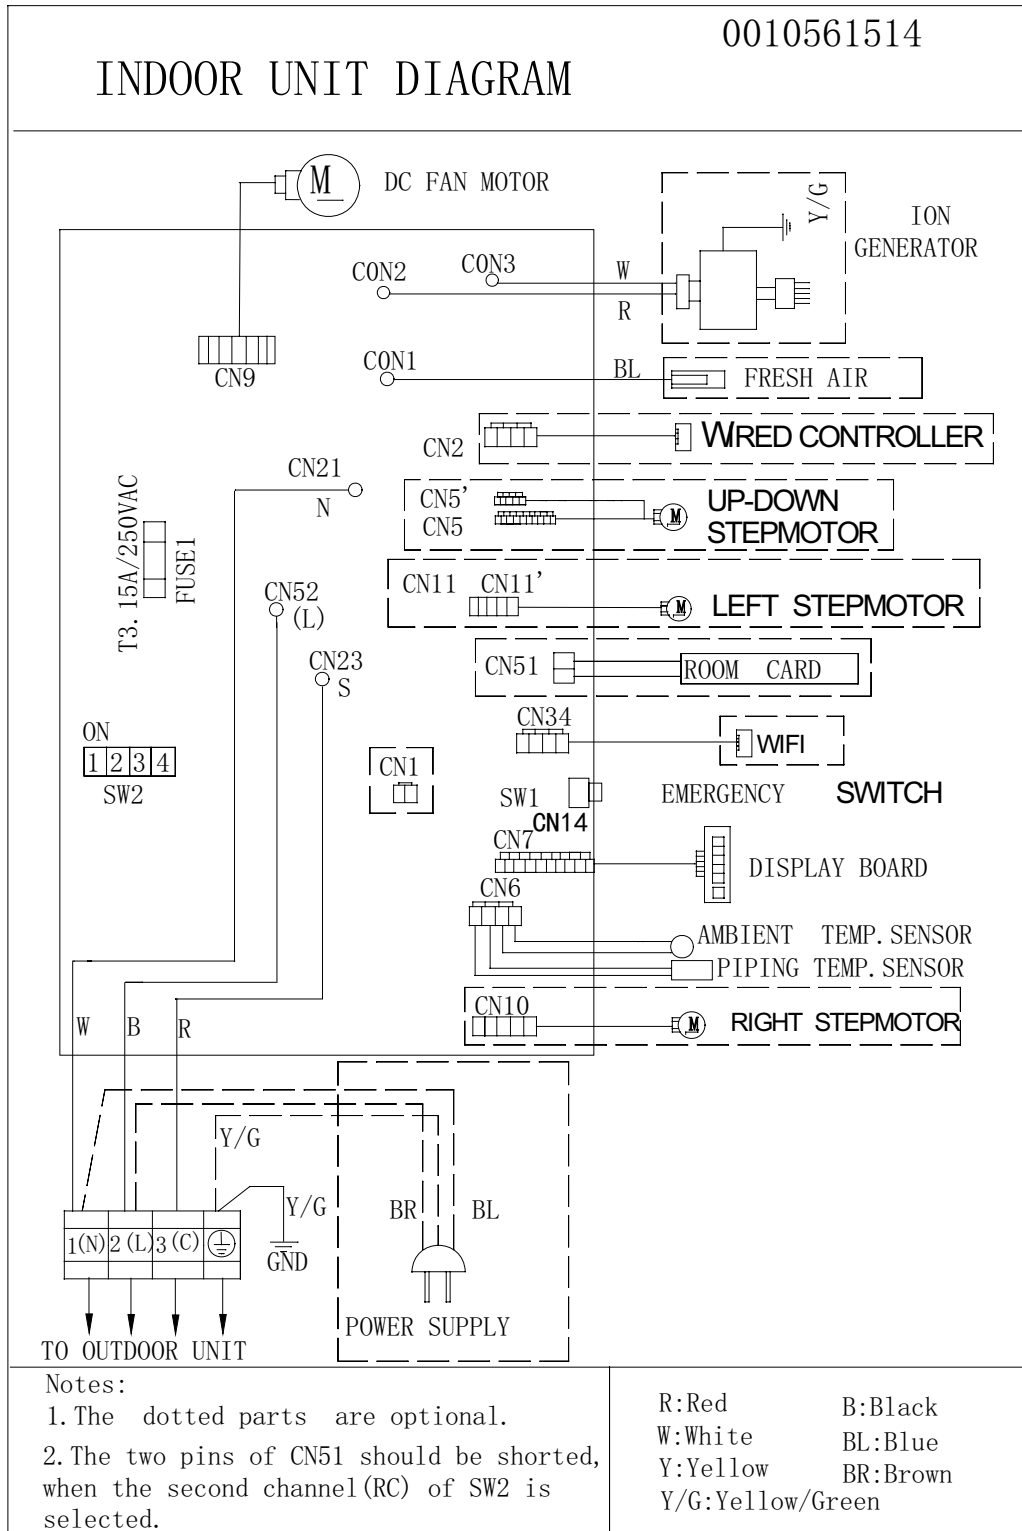 0010561514
INDOOR UNIT DIAGRAM
M
DC FAN MOTOR
Y/G
ION
GENERATOR
CON2
CON3
W
R
CN9
CON1
BL
FRESH AIR
CN2
WIRED CONTROLLER
CN21
N
CN5'
CN5
M
UP-DOWN
STEPMOTOR
T3.15A/250VAC
FUSE1
CN52
(L)
CN11
CN11'
M
LEFT STEPMOTOR
CN23
S
CN51
ROOM CARD
ON
1 2 3 4
SW2
CN1
CN34
WIFI
SW1
EMERGENCY SWITCH
CN14
CN7
DISPLAY BOARD
CN6
AMBIENT TEMP.SENSOR
PIPING TEMP.SENSOR
CN10
M
RIGHT STEPMOTOR
W
B
R
Y/G
Y/G
BR
BL
1(N) 2(L) 3(C)
GND
POWER SUPPLY
TO OUTDOOR UNIT
Notes:
1.The dotted parts are optional.
2.The two pins of CN51 should be shorted,
when the second channel(RC) of SW2 is
selected.
R:Red
B:Black
W:White
BL:Blue
Y:Yellow
BR:Brown
Y/G:Yellow/Green